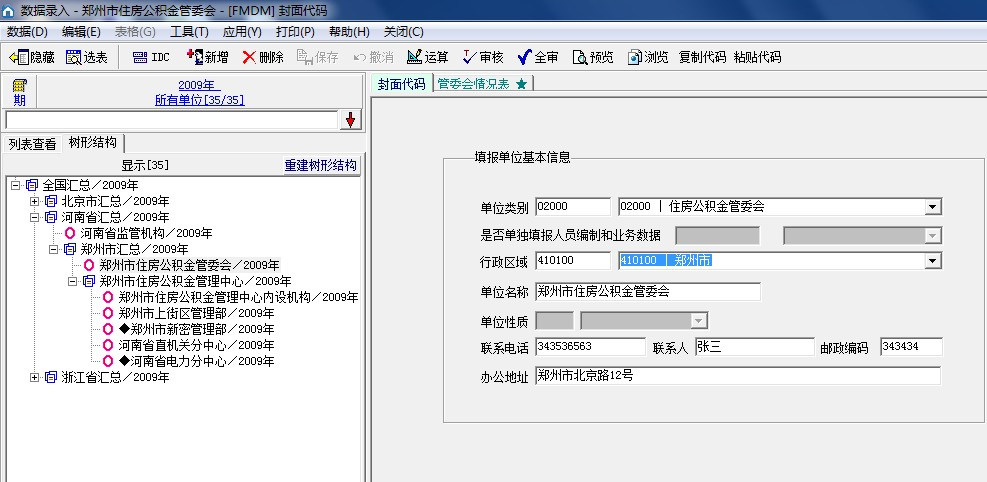 数据录入 - 郑州市住房公积金管委会 - [FMDM] 封面代码
数据(D) 编辑(E) 表格(G) 工具(T) 应用(Y) 打印(P) 帮助(H) 关闭(C)
隐藏 选表 IDC 新增 删除 保存 撤消 运算 审核 全审 预览 浏览 复制代码 粘贴代码
期
2009年
所有单位[35/35]
列表查看 树形结构
显示[35] 重建树形结构
全国汇总／2009年
北京市汇总／2009年
河南省汇总／2009年
河南省监管机构／2009年
郑州市汇总／2009年
郑州市住房公积金管委会／2009年
郑州市住房公积金管理中心／2009年
郑州市住房公积金管理中心内设机构／2009年
郑州市上街区管理部／2009年
◆郑州市新密管理部／2009年
河南省直机关分中心／2009年
◆河南省电力分中心／2009年
浙江省汇总／2009年
封面代码 管委会情况表 ★
填报单位基本信息
单位类别 02000 02000 | 住房公积金管委会
是否单独填报人员编制和业务数据
行政区域 410100 410100 | 郑州市
单位名称 郑州市住房公积金管委会
单位性质
联系电话 343536563 联系人 张三 邮政编码 343434
办公地址 郑州市北京路12号